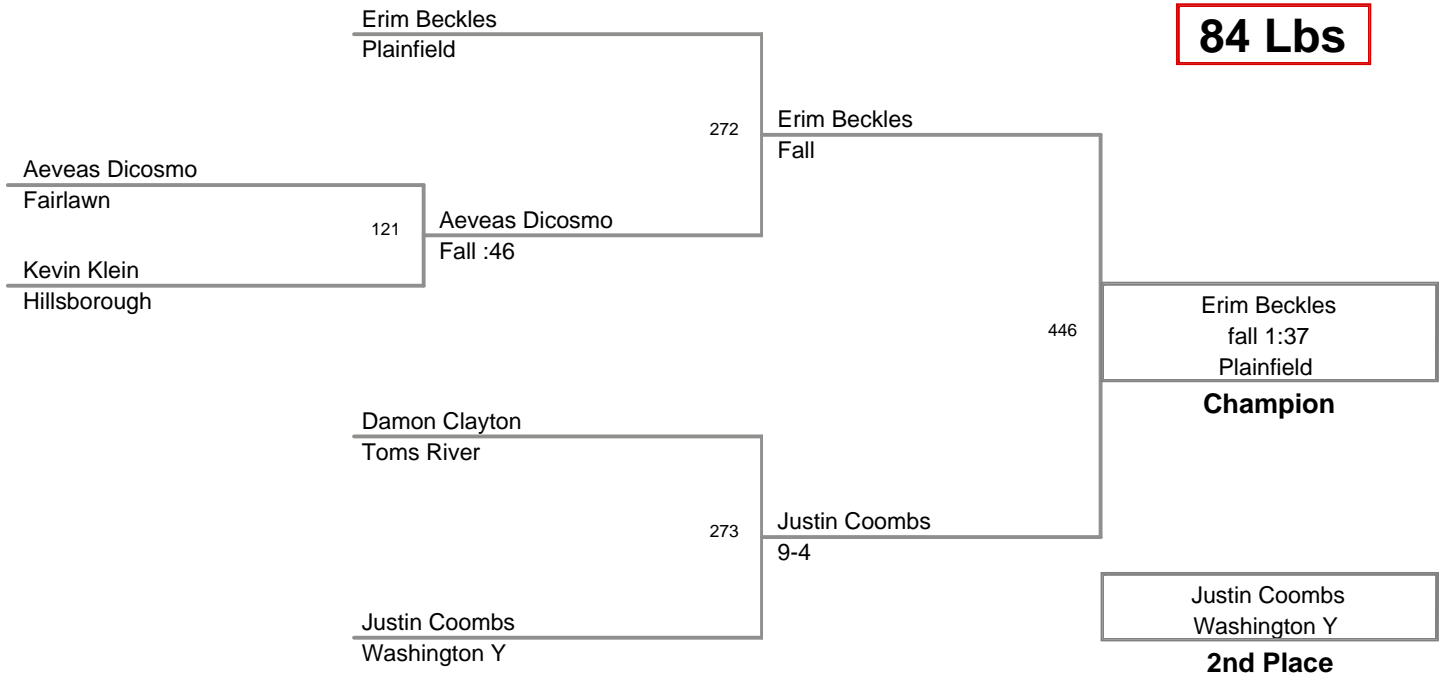 Erim Beckles
Plainfield
84 Lbs
272
Erim Beckles
Fall
Aeveas Dicosmo
Fairlawn
121
Aeveas Dicosmo
Fall :46
Kevin Klein
Hillsborough
446
Erim Beckles
fall 1:37
Plainfield
Champion
Damon Clayton
Toms River
273
Justin Coombs
9-4
Justin Coombs
Washington Y
Justin Coombs
Washington Y
2nd Place